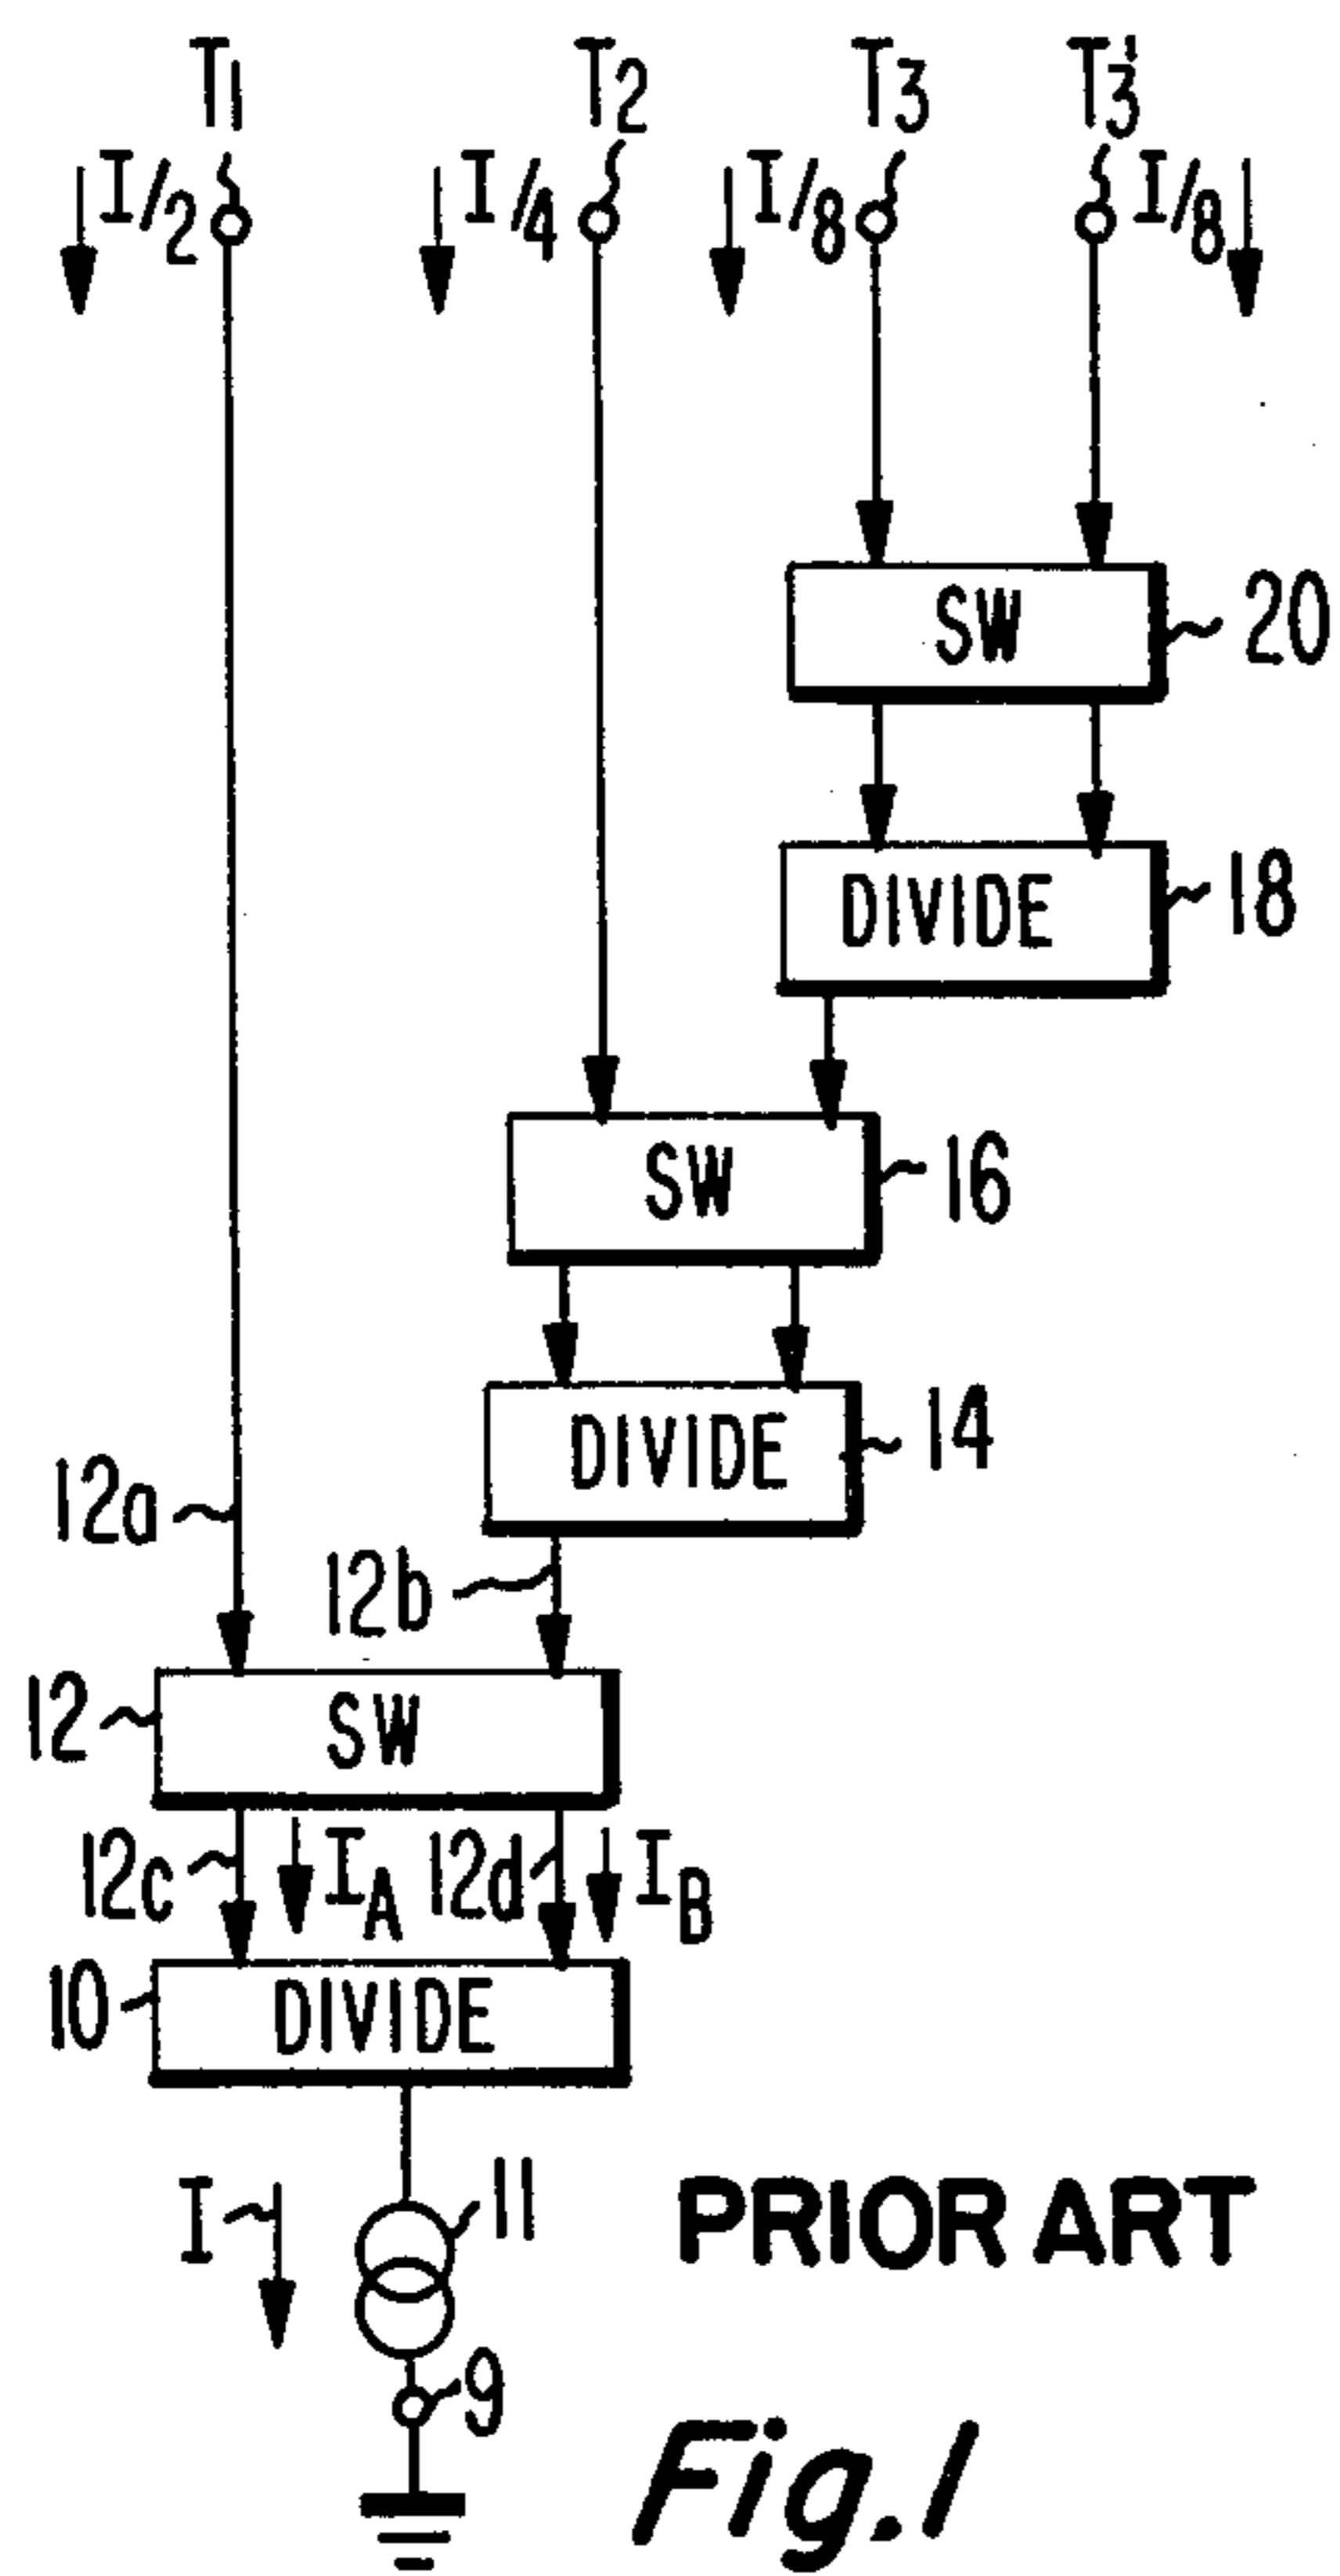 T1 T2 T3 T3'
I/2 I/4 I/8 I/8
SW 20
DIVIDE 18
SW 16
DIVIDE 14
12a
12b
12 SW
12c IA 12d IB
10 DIVIDE
I 11
PRIOR ART
9
Fig.1